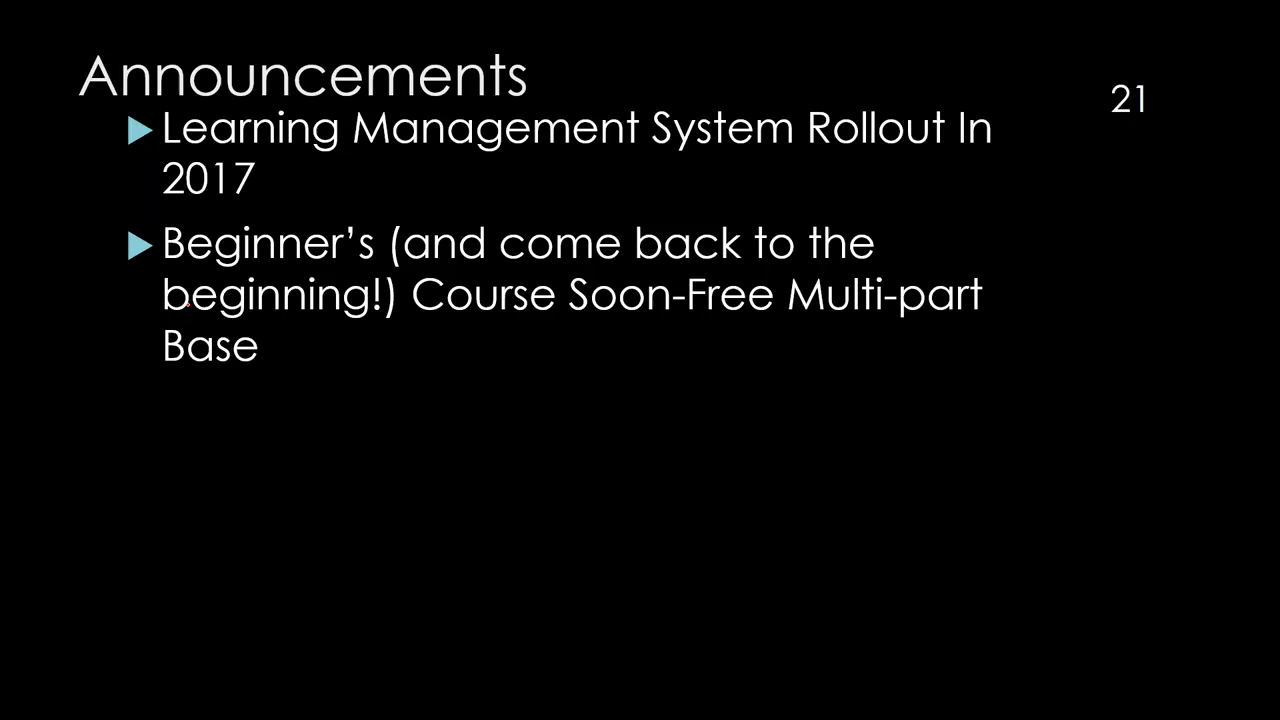 Announcements
21
Learning Management System Rollout In
2017
Beginner’s (and come back to the
beginning!) Course Soon-Free Multi-part
Base